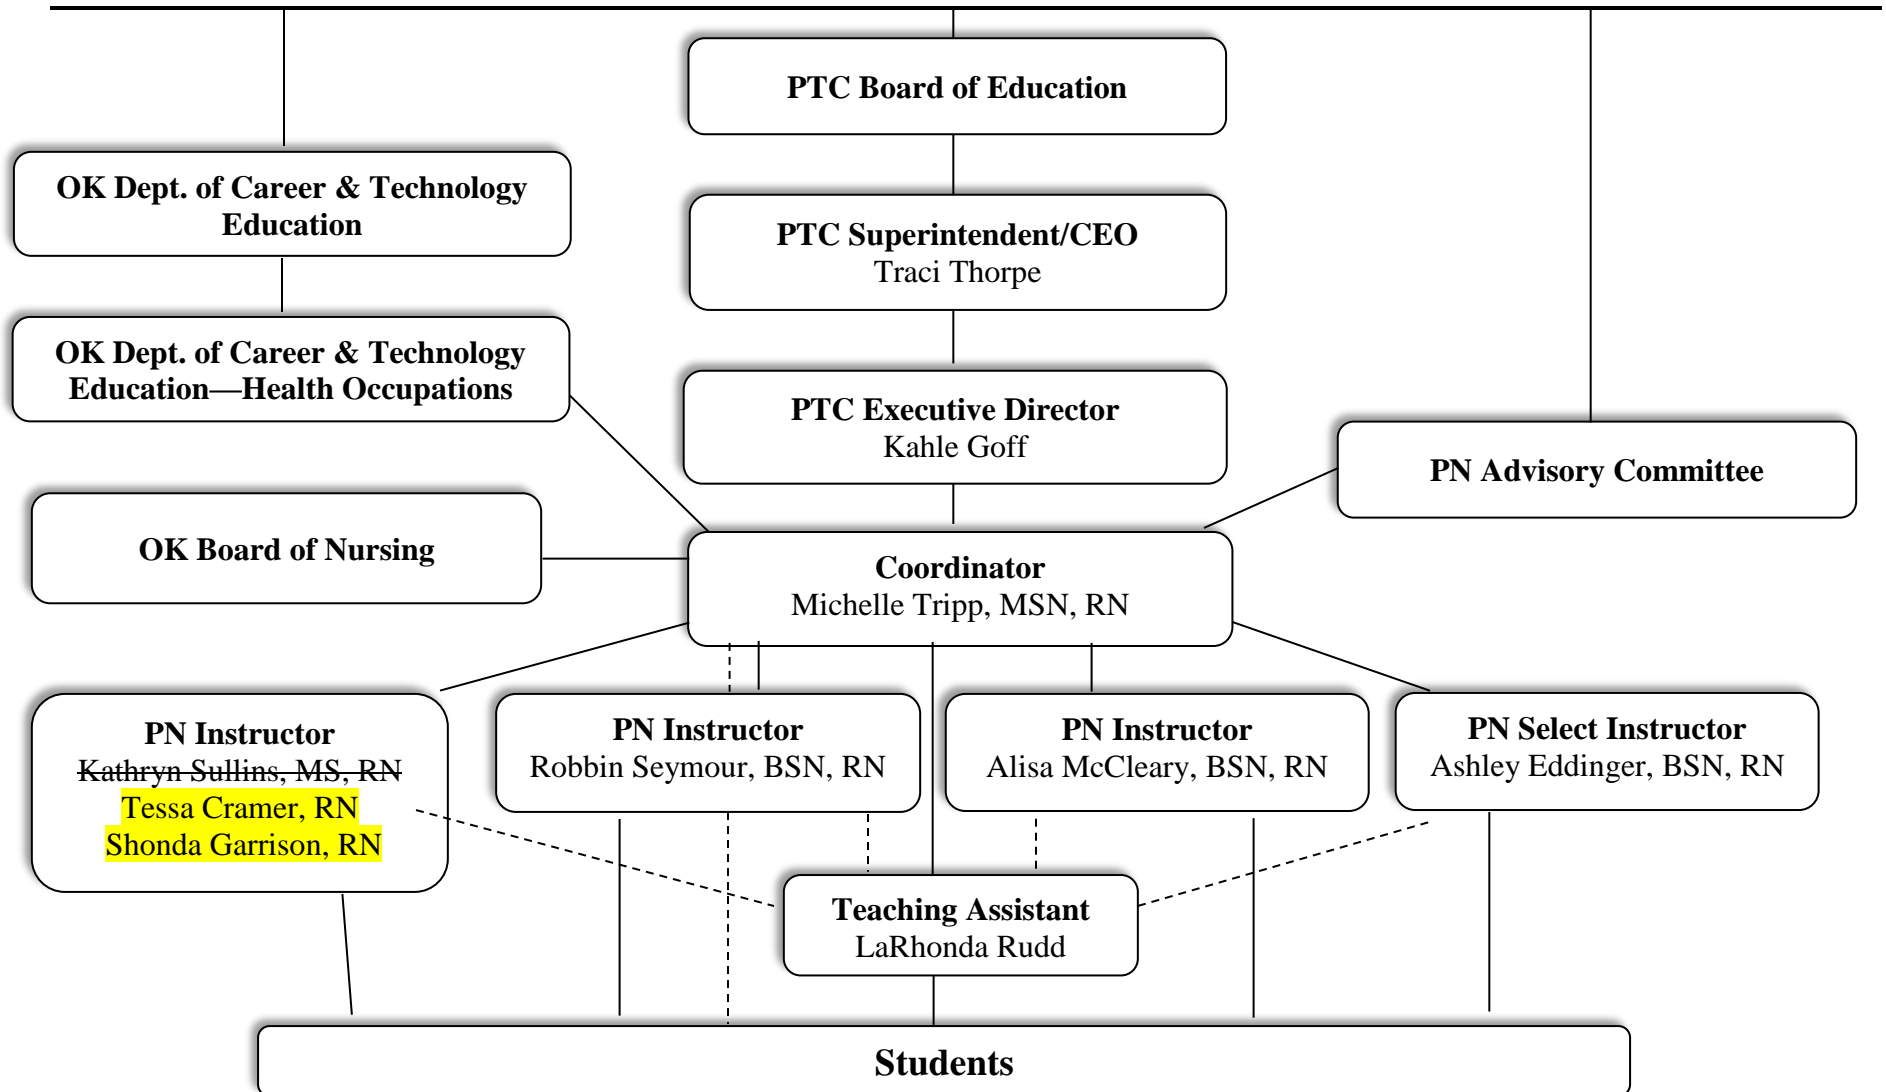 PTC Board of Education
OK Dept. of Career & Technology
Education
PTC Superintendent/CEO
Traci Thorpe
OK Dept. of Career & Technology
Education—Health Occupations
PTC Executive Director
Kahle Goff
PN Advisory Committee
OK Board of Nursing
Coordinator
Michelle Tripp, MSN, RN
PN Instructor
Kathryn Sullins, MS, RN
Tessa Cramer, RN
Shonda Garrison, RN
PN Instructor
Robbin Seymour, BSN, RN
PN Instructor
Alisa McCleary, BSN, RN
PN Select Instructor
Ashley Eddinger, BSN, RN
Teaching Assistant
LaRhonda Rudd
Students